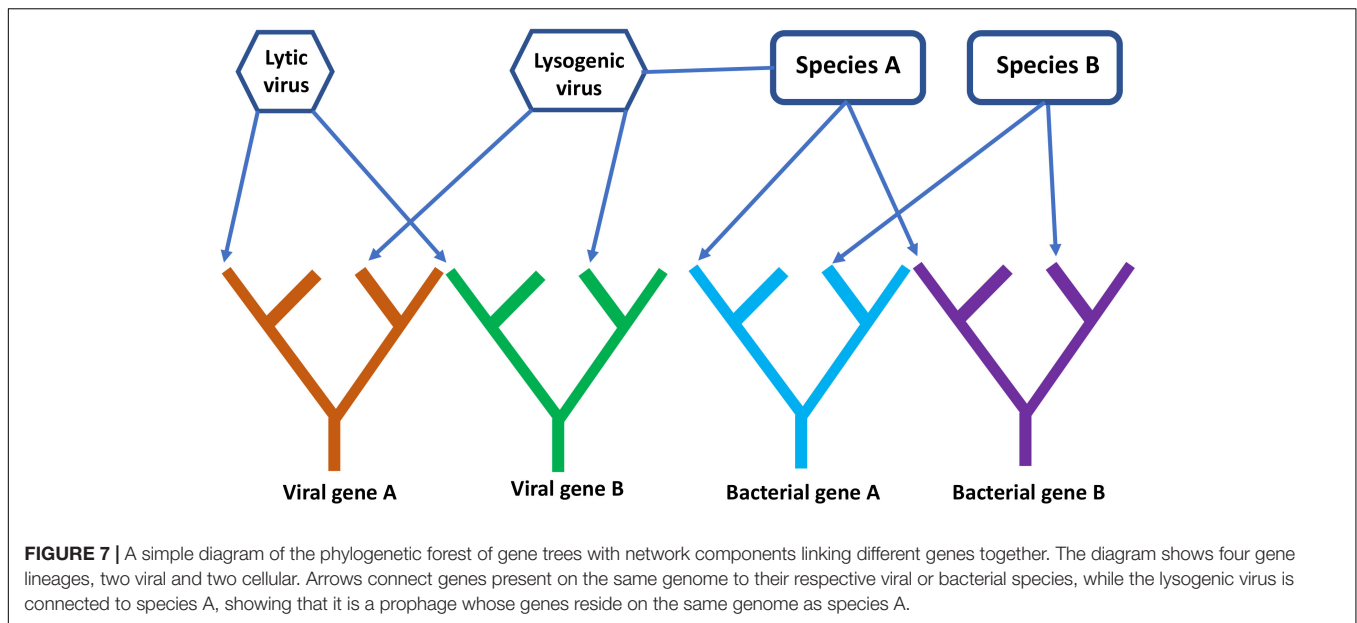 Lytic
virus
Lysogenic
virus
Species A
Species B
Viral gene A
Viral gene B
Bacterial gene A
Bacterial gene B
FIGURE 7 | A simple diagram of the phylogenetic forest of gene trees with network components linking different genes together. The diagram shows four gene
lineages, two viral and two cellular. Arrows connect genes present on the same genome to their respective viral or bacterial species, while the lysogenic virus is
connected to species A, showing that it is a prophage whose genes reside on the same genome as species A.